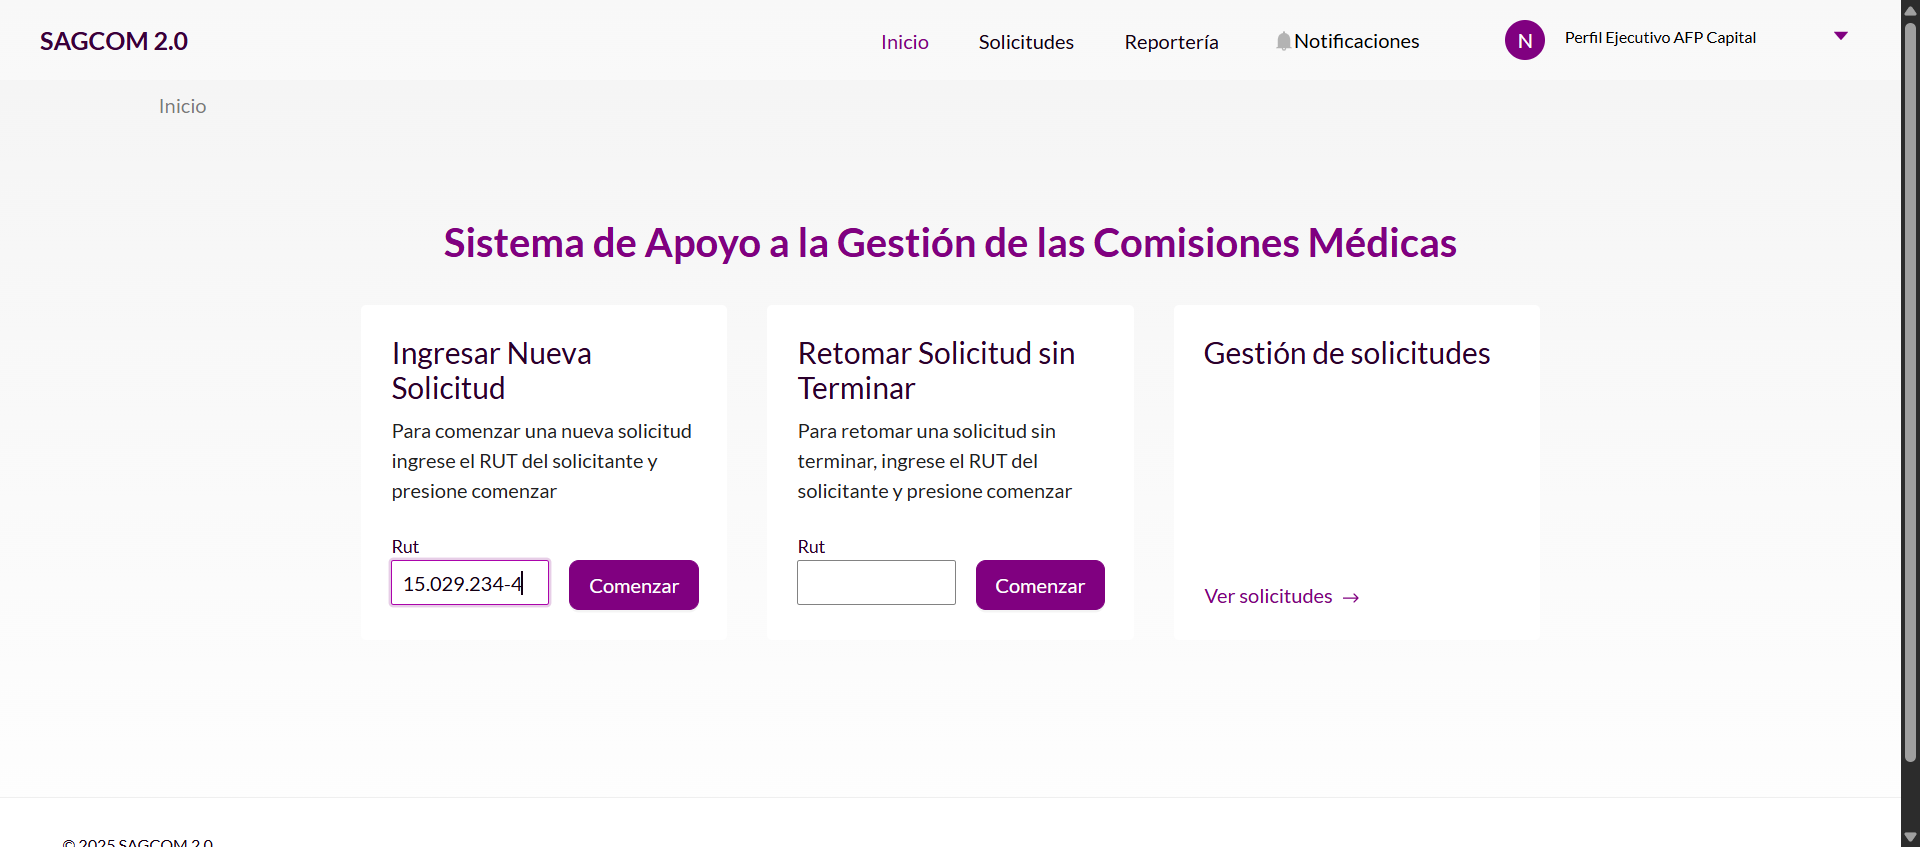 SAGCOM 2.0
Inicio
Solicitudes
Reportería
Notificaciones
N
Perfil Ejecutivo AFP Capital
Inicio
Sistema de Apoyo a la Gestión de las Comisiones Médicas
Ingresar Nueva
Solicitud
Para comenzar una nueva solicitud
ingrese el RUT del solicitante y
presione comenzar
Rut
15.029.234-4
Comenzar
Retomar Solicitud sin
Terminar
Para retomar una solicitud sin
terminar, ingrese el RUT del
solicitante y presione comenzar
Rut
Comenzar
Gestión de solicitudes
Ver solicitudes →
© 2025 SAGCOM 2.0